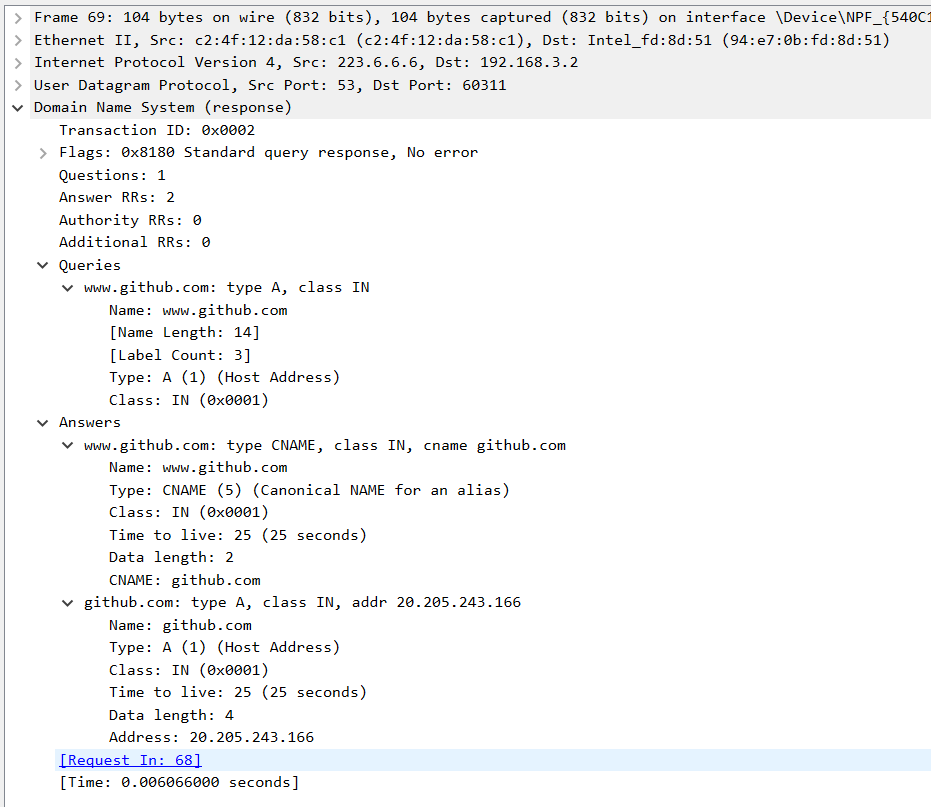 Frame 69: 104 bytes on wire (832 bits), 104 bytes captured (832 bits) on interface \Device\NPF_{540C1
Ethernet II, Src: c2:4f:12:da:58:c1 (c2:4f:12:da:58:c1), Dst: Intel_fd:8d:51 (94:e7:0b:fd:8d:51)
Internet Protocol Version 4, Src: 223.6.6.6, Dst: 192.168.3.2
User Datagram Protocol, Src Port: 53, Dst Port: 60311
Domain Name System (response)
Transaction ID: 0x0002
Flags: 0x8180 Standard query response, No error
Questions: 1
Answer RRs: 2
Authority RRs: 0
Additional RRs: 0
Queries
www.github.com: type A, class IN
Name: www.github.com
[Name Length: 14]
[Label Count: 3]
Type: A (1) (Host Address)
Class: IN (0x0001)
Answers
www.github.com: type CNAME, class IN, cname github.com
Name: www.github.com
Type: CNAME (5) (Canonical NAME for an alias)
Class: IN (0x0001)
Time to live: 25 (25 seconds)
Data length: 2
CNAME: github.com
github.com: type A, class IN, addr 20.205.243.166
Name: github.com
Type: A (1) (Host Address)
Class: IN (0x0001)
Time to live: 25 (25 seconds)
Data length: 4
Address: 20.205.243.166
[Request In: 68]
[Time: 0.006066000 seconds]